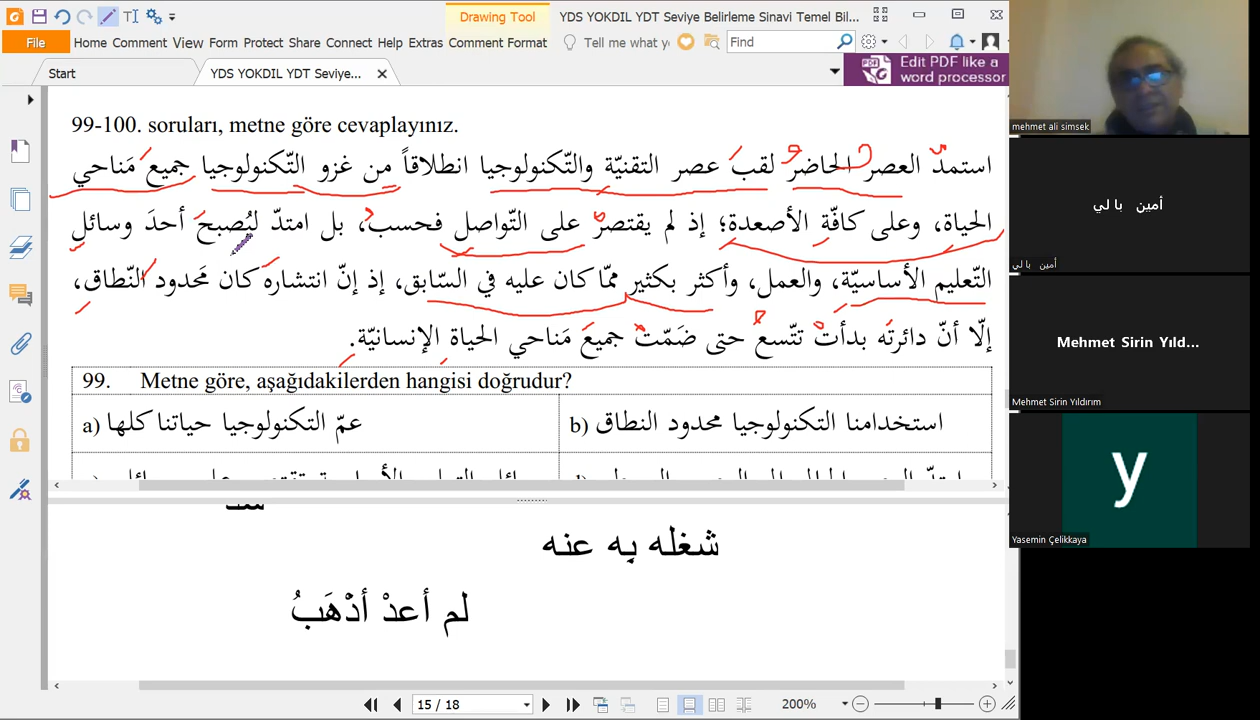 Drawing Tool
YDS YOKDIL YDT Seviye Belirleme Sinavi Temel Bil...
File
Home Comment View Form Protect Share Connect Help Extras Comment Format
Tell me
Find
Start
YDS YOKDIL YDT Seviye...
Edit PDF like a
word processor
99-100. soruları, metne göre cevaplayınız.
استمدّ العصر الحاضر لقب عصر التقنيّة والتّكنولوجيا انطلاقاً من غزو التّكنولوجيا جميع مَناحي
الحياة، وعلى كافّة الأصعدة؛ إذ لم يقتصر على التّواصل فحسب، بل امتدّ ليُصبحَ أحدَ وسائل
التّعليم الأساسيّة، والعمل، وأكثر بكثير ممّا كان عليه في السّابق، إذ إنّ انتشاره كان مَحدود النّطاق،
إلّا أنّ دائرته بدأت تتّسع حتى ضَمّت جميعَ مَناحي الحياة الإنسانيّة.
99. Metne göre, aşağıdakilerden hangisi doğrudur?
a) عمّ التكنولوجيا حياتنا كلها
b) استخدامنا التكنولوجيا محدود النطاق
شغله به عنه
لم أعدْ أذْهَبُ
15 / 18
200%
mehmet ali simsek
أمين بالي
أمين بالي
Mehmet Sirin Yıld...
Mehmet Sirin Yıldırım
y
Yasemin Çelikkaya